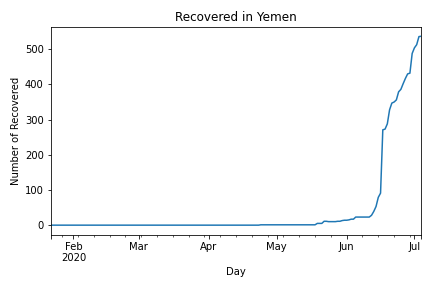 Recovered in Yemen
Number of Recovered
500
400
300
200
100
0
Feb
2020
Mar
Apr
May
Jun
Jul
Day